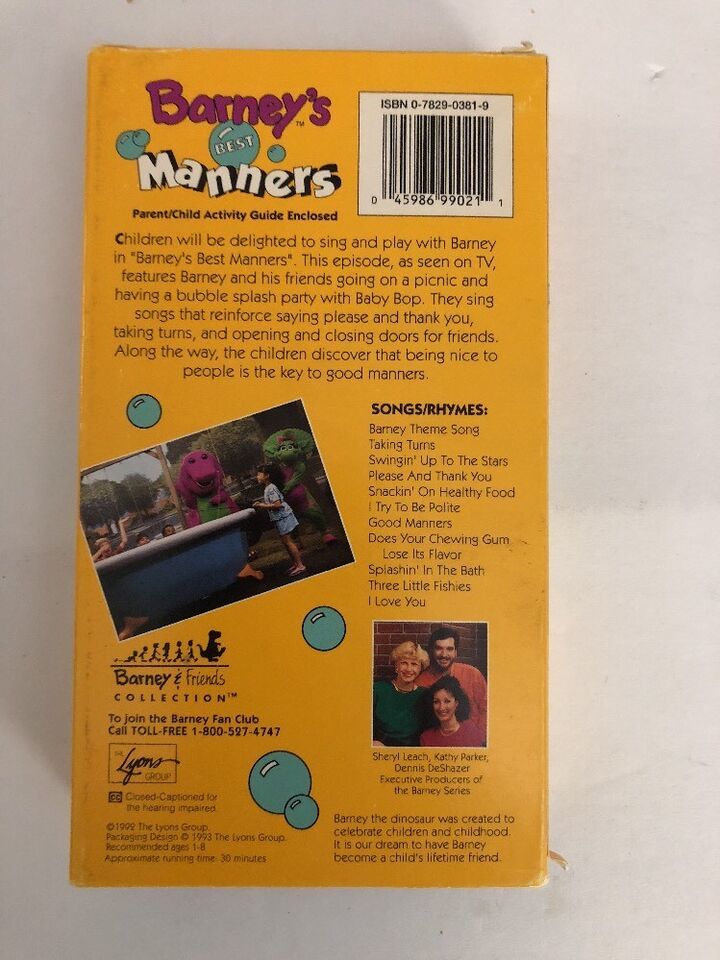 Barney's™
BEST
Manners
Parent/Child Activity Guide Enclosed
ISBN 0-7829-0381-9
0 45986 99021 1
Children will be delighted to sing and play with Barney
in "Barney's Best Manners". This episode, as seen on TV,
features Barney and his friends going on a picnic and
having a bubble splash party with Baby Bop. They sing
songs that reinforce saying please and thank you,
taking turns, and opening and closing doors for friends.
Along the way, the children discover that being nice to
people is the key to good manners.
SONGS/RHYMES:
Barney Theme Song
Taking Turns
Swingin' Up To The Stars
Please And Thank You
Snackin' On Healthy Food
I Try To Be Polite
Good Manners
Does Your Chewing Gum
Lose Its Flavor
Splashin' In The Bath
Three Little Fishies
I Love You
Barney & Friends
COLLECTION™
To join the Barney Fan Club
Call TOLL-FREE 1-800-527-4747
THE
Lyons
GROUP
CC Closed-Captioned for
the hearing impaired.
©1992 The Lyons Group.
Packaging Design © 1993 The Lyons Group.
Recommended ages 1-8
Approximate running time: 30 minutes
Sheryl Leach, Kathy Parker,
Dennis DeShazer
Executive Producers of
the Barney Series
Barney the dinosaur was created to
celebrate children and childhood.
It is our dream to have Barney
become a child's lifetime friend.